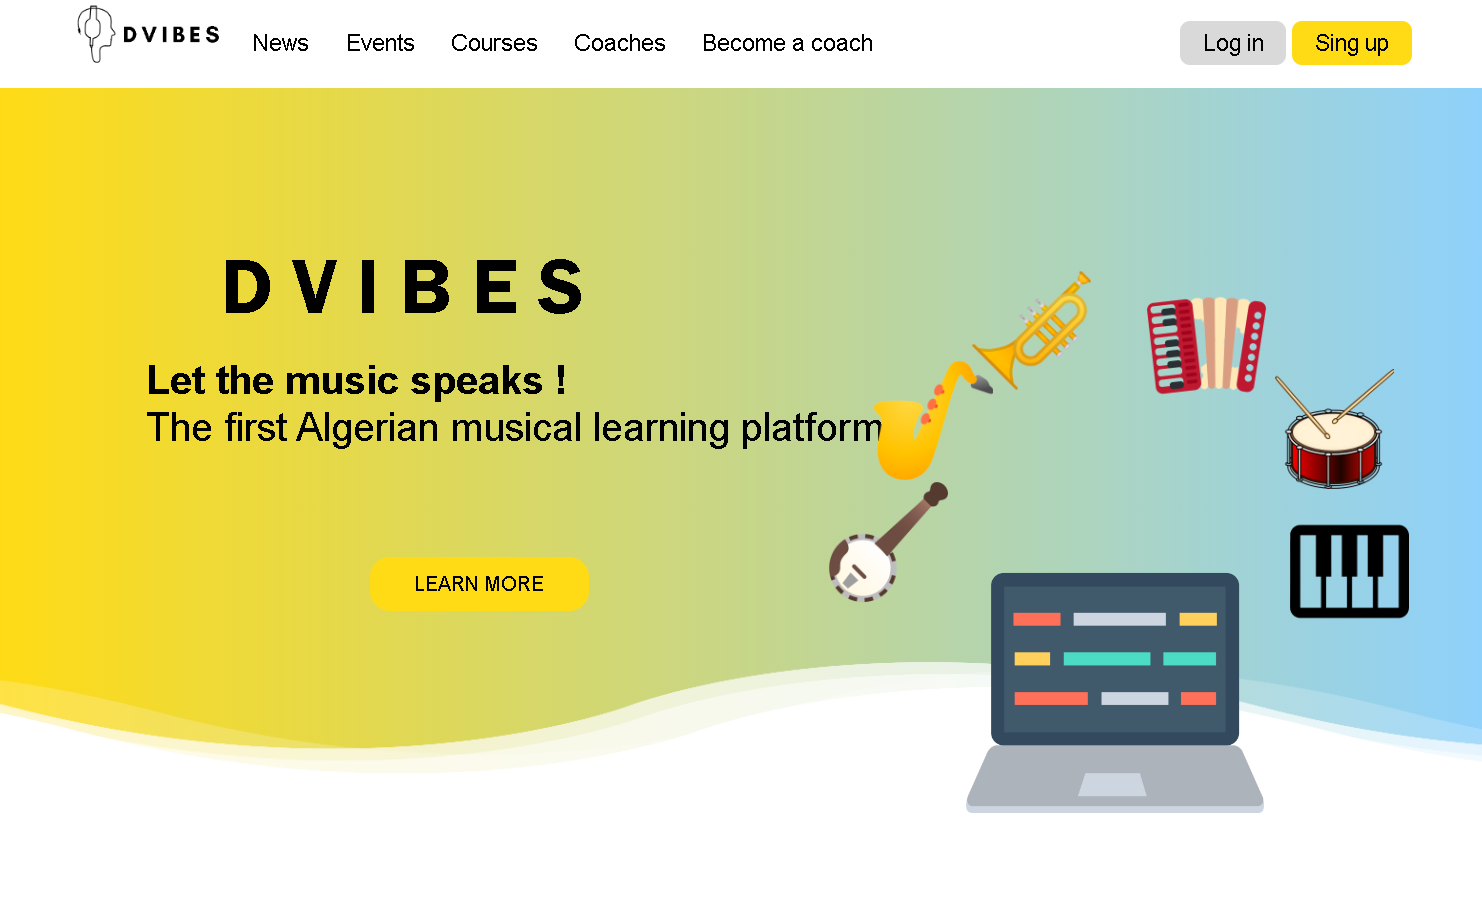 DVIBES
News Events Courses Coaches Become a coach Log in Sing up
DVIBES
Let the music speaks !
The first Algerian musical learning platform
LEARN MORE